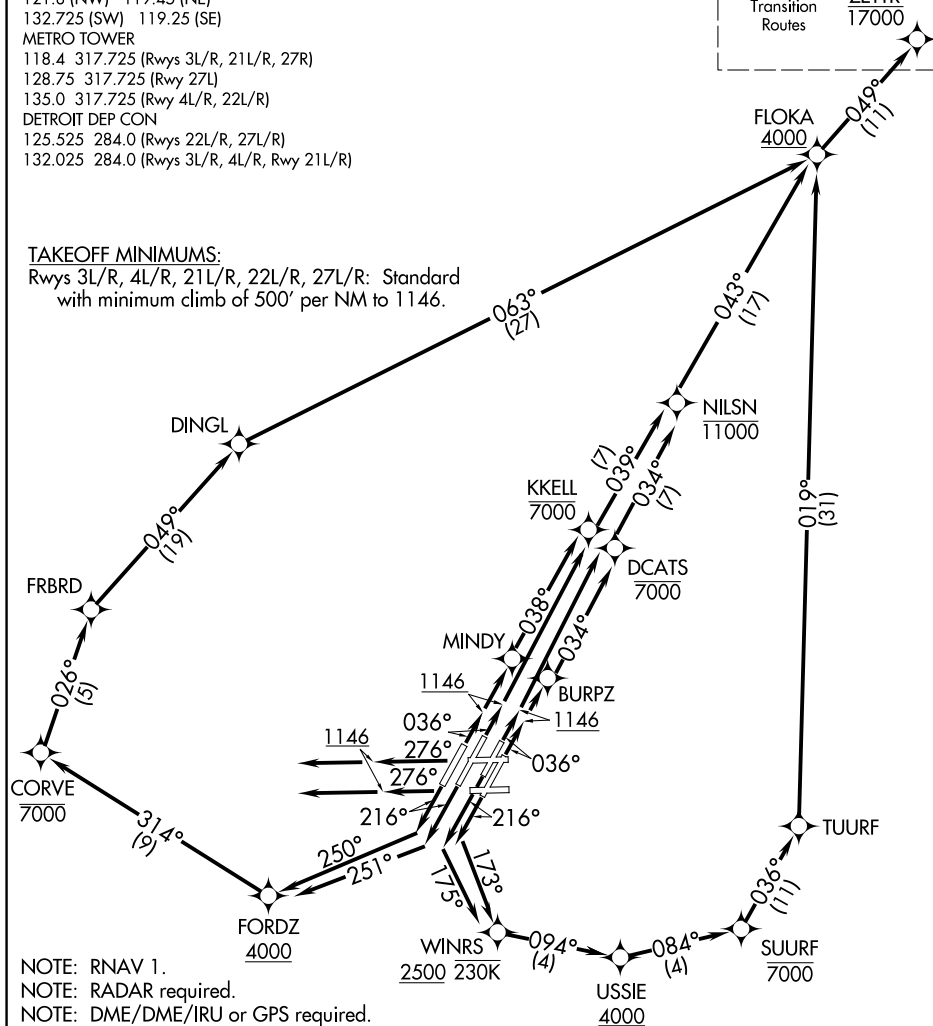 132.725 (SW) 119.25 (SE)
METRO TOWER
118.4 317.725 (Rwys 3L/R, 21L/R, 27R)
128.75 317.725 (Rwy 27L)
135.0 317.725 (Rwy 4L/R, 22L/R)
DETROIT DEP CON
125.525 284.0 (Rwys 22L/R, 27L/R)
132.025 284.0 (Rwys 3L/R, 4L/R, Rwy 21L/R)
Transition
Routes
17000
049°
(11)
FLOKA
4000
TAKEOFF MINIMUMS:
Rwys 3L/R, 4L/R, 21L/R, 22L/R, 27L/R: Standard
with minimum climb of 500' per NM to 1146.
063°
(27)
043°
(17)
DINGL
NILSN
11000
(7)
039°
034°
(7)
KKELL
7000
019°
(31)
049°
(19)
DCATS
7000
FRBRD
038°
034°
MINDY
026°
(5)
1146
BURPZ
1146
036°
1146
276°
036°
276°
CORVE
7000
216°
216°
314°
(9)
TUURF
250°
251°
173°
175°
036°
(11)
FORDZ
4000
WINRS
2500 230K
094°
(4)
084°
(4)
SUURF
7000
USSIE
4000
NOTE: RNAV 1.
NOTE: RADAR required.
NOTE: DME/DME/IRU or GPS required.